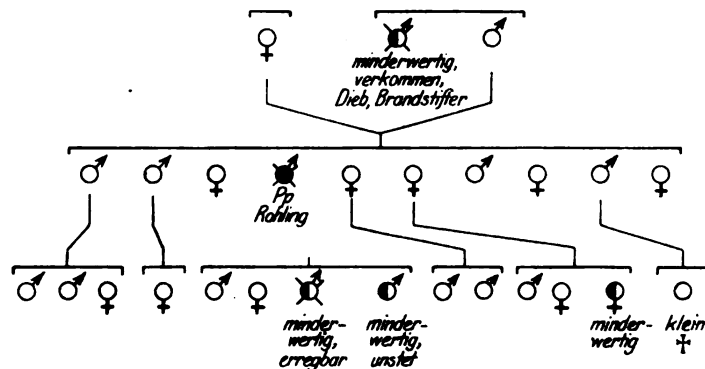 minderwertig,
verkommen,
Dieb, Brandstifter
Pp
Rohling
minder-
wertig,
erregbar
minder-
wertig,
unstet
minder-
wertig
klein